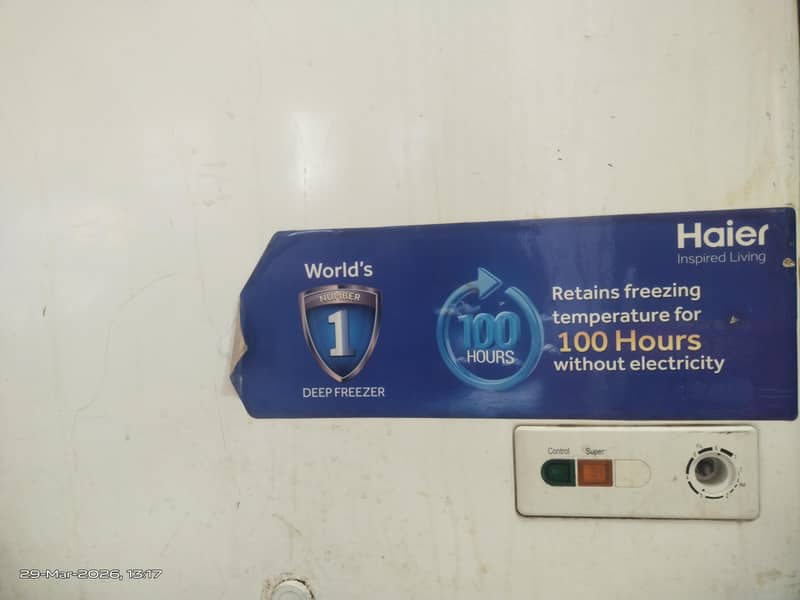 Haier
Inspired Living
World's
NUMBER
1
DEEP FREEZER
100
HOURS
Retains freezing
temperature for
100 Hours
without electricity
Control Super
29-Mar-2026, 13:17